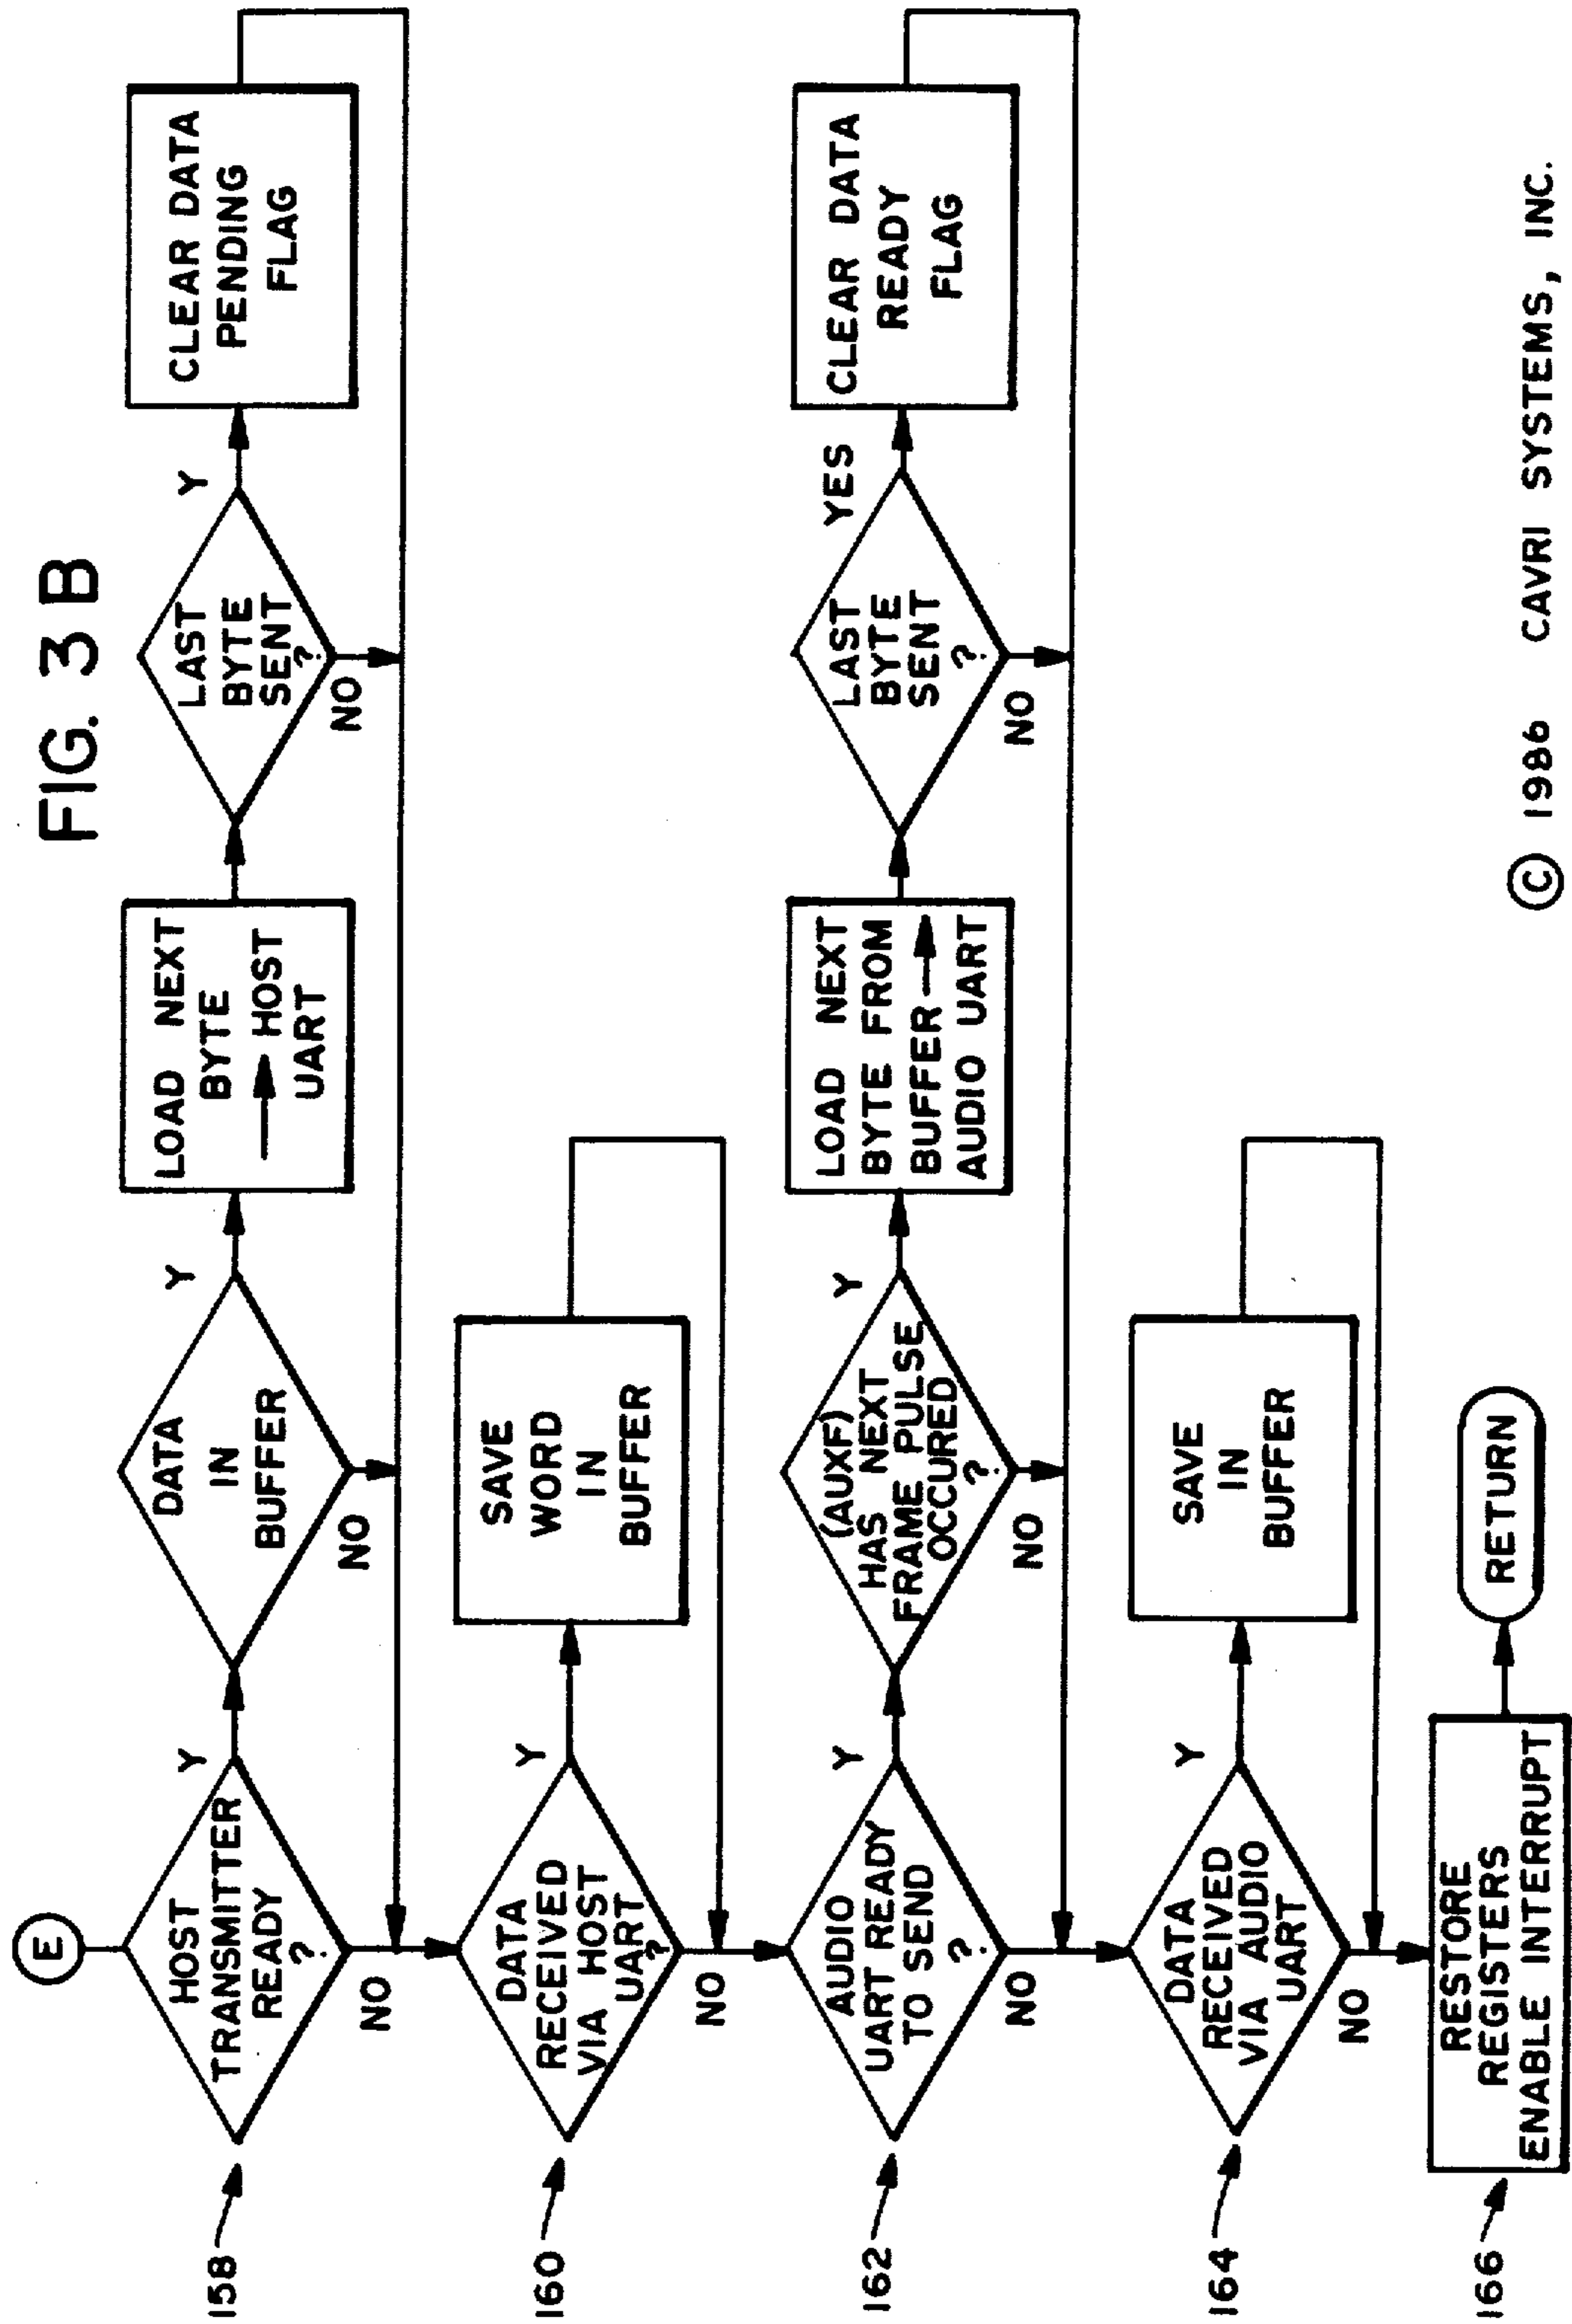 FIG. 3 B
E
158
HOST
TRANSMITTER
READY
?
Y
NO
DATA
IN
BUFFER
Y
NO
LOAD NEXT
BYTE
→ HOST
UART
LAST
BYTE
SENT
?
Y
NO
CLEAR DATA
PENDING
FLAG
160
DATA
RECEIVED
VIA HOST
UART
?
Y
NO
SAVE
WORD
IN
BUFFER
162
AUDIO
UART READY
TO SEND
?
Y
NO
(AUXF)
HAS NEXT
FRAME PULSE
OCCURED
?
Y
NO
LOAD NEXT
BYTE FROM
BUFFER →
AUDIO UART
LAST
BYTE
SENT
?
YES
NO
CLEAR DATA
READY
FLAG
164
DATA
RECEIVED
VIA AUDIO
UART
Y
NO
SAVE
IN
BUFFER
166
RESTORE
REGISTERS
ENABLE INTERRUPT
RETURN
© 1986 CAVRI SYSTEMS, INC.